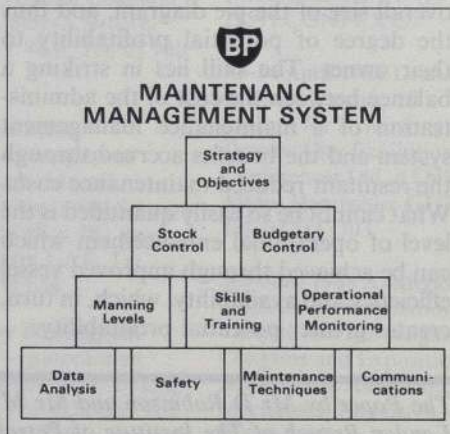 BP
MAINTENANCE
MANAGEMENT SYSTEM
Strategy
and
Objectives
Stock
Control
Budgetary
Control
Manning
Levels
Skills
and
Training
Operational
Performance
Monitoring
Data
Analysis
Safety
Maintenance
Techniques
Communi-
cations